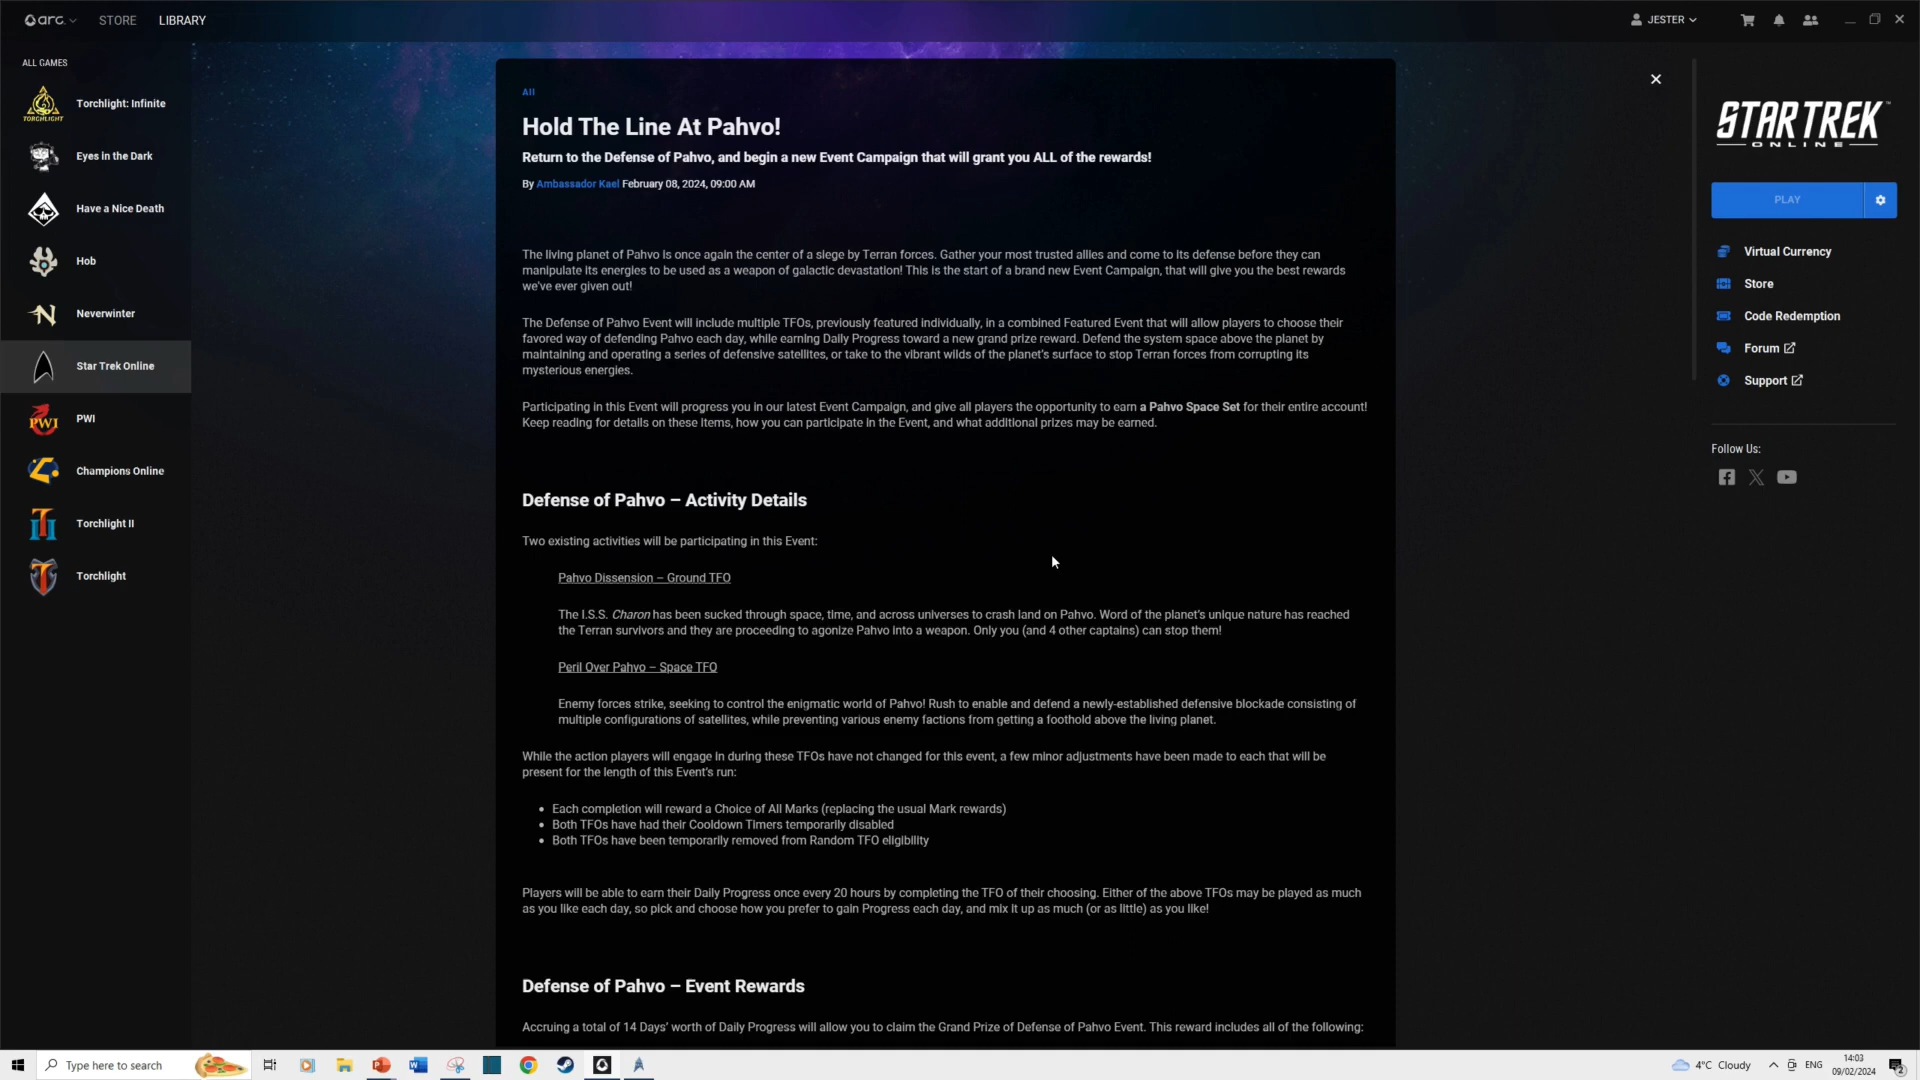 arc
STORE
LIBRARY
JESTER
ALL GAMES
TORCHLIGHT
Torchlight: Infinite
Eyes in the Dark
Have a Nice Death
Hob
Neverwinter
Star Trek Online
PWI
PWI
Champions Online
Torchlight II
Torchlight
All
Hold The Line At Pahvo!
Return to the Defense of Pahvo, and begin a new Event Campaign that will grant you ALL of the rewards!
By Ambassador Kael February 08, 2024, 09:00 AM
The living planet of Pahvo is once again the center of a siege by Terran forces. Gather your most trusted allies and come to its defense before they can
manipulate its energies to be used as a weapon of galactic devastation! This is the start of a brand new Event Campaign, that will give you the best rewards
we've ever given out!
The Defense of Pahvo Event will include multiple TFOs, previously featured individually, in a combined Featured Event that will allow players to choose their
favored way of defending Pahvo each day, while earning Daily Progress toward a new grand prize reward. Defend the system space above the planet by
maintaining and operating a series of defensive satellites, or take to the vibrant wilds of the planet's surface to stop Terran forces from corrupting its
mysterious energies.
Participating in this Event will progress you in our latest Event Campaign, and give all players the opportunity to earn a Pahvo Space Set for their entire account!
Keep reading for details on these items, how you can participate in the Event, and what additional prizes may be earned.
Defense of Pahvo – Activity Details
Two existing activities will be participating in this Event:
Pahvo Dissension – Ground TFO
The I.S.S. Charon has been sucked through space, time, and across universes to crash land on Pahvo. Word of the planet's unique nature has reached
the Terran survivors and they are proceeding to agonize Pahvo into a weapon. Only you (and 4 other captains) can stop them!
Peril Over Pahvo – Space TFO
Enemy forces strike, seeking to control the enigmatic world of Pahvo! Rush to enable and defend a newly-established defensive blockade consisting of
multiple configurations of satellites, while preventing various enemy factions from getting a foothold above the living planet.
While the action players will engage in during these TFOs have not changed for this event, a few minor adjustments have been made to each that will be
present for the length of this Event's run:
• Each completion will reward a Choice of All Marks (replacing the usual Mark rewards)
• Both TFOs have had their Cooldown Timers temporarily disabled
• Both TFOs have been temporarily removed from Random TFO eligibility
Players will be able to earn their Daily Progress once every 20 hours by completing the TFO of their choosing. Either of the above TFOs may be played as much
as you like each day, so pick and choose how you prefer to gain Progress each day, and mix it up as much (or as little) as you like!
Defense of Pahvo – Event Rewards
Accruing a total of 14 Days' worth of Daily Progress will allow you to claim the Grand Prize of Defense of Pahvo Event. This reward includes all of the following:
STAR TREK
ONLINE
PLAY
Virtual Currency
Store
Code Redemption
Forum
Support
Follow Us:
Type here to search
4°C Cloudy
ENG
14:03
09/02/2024
2